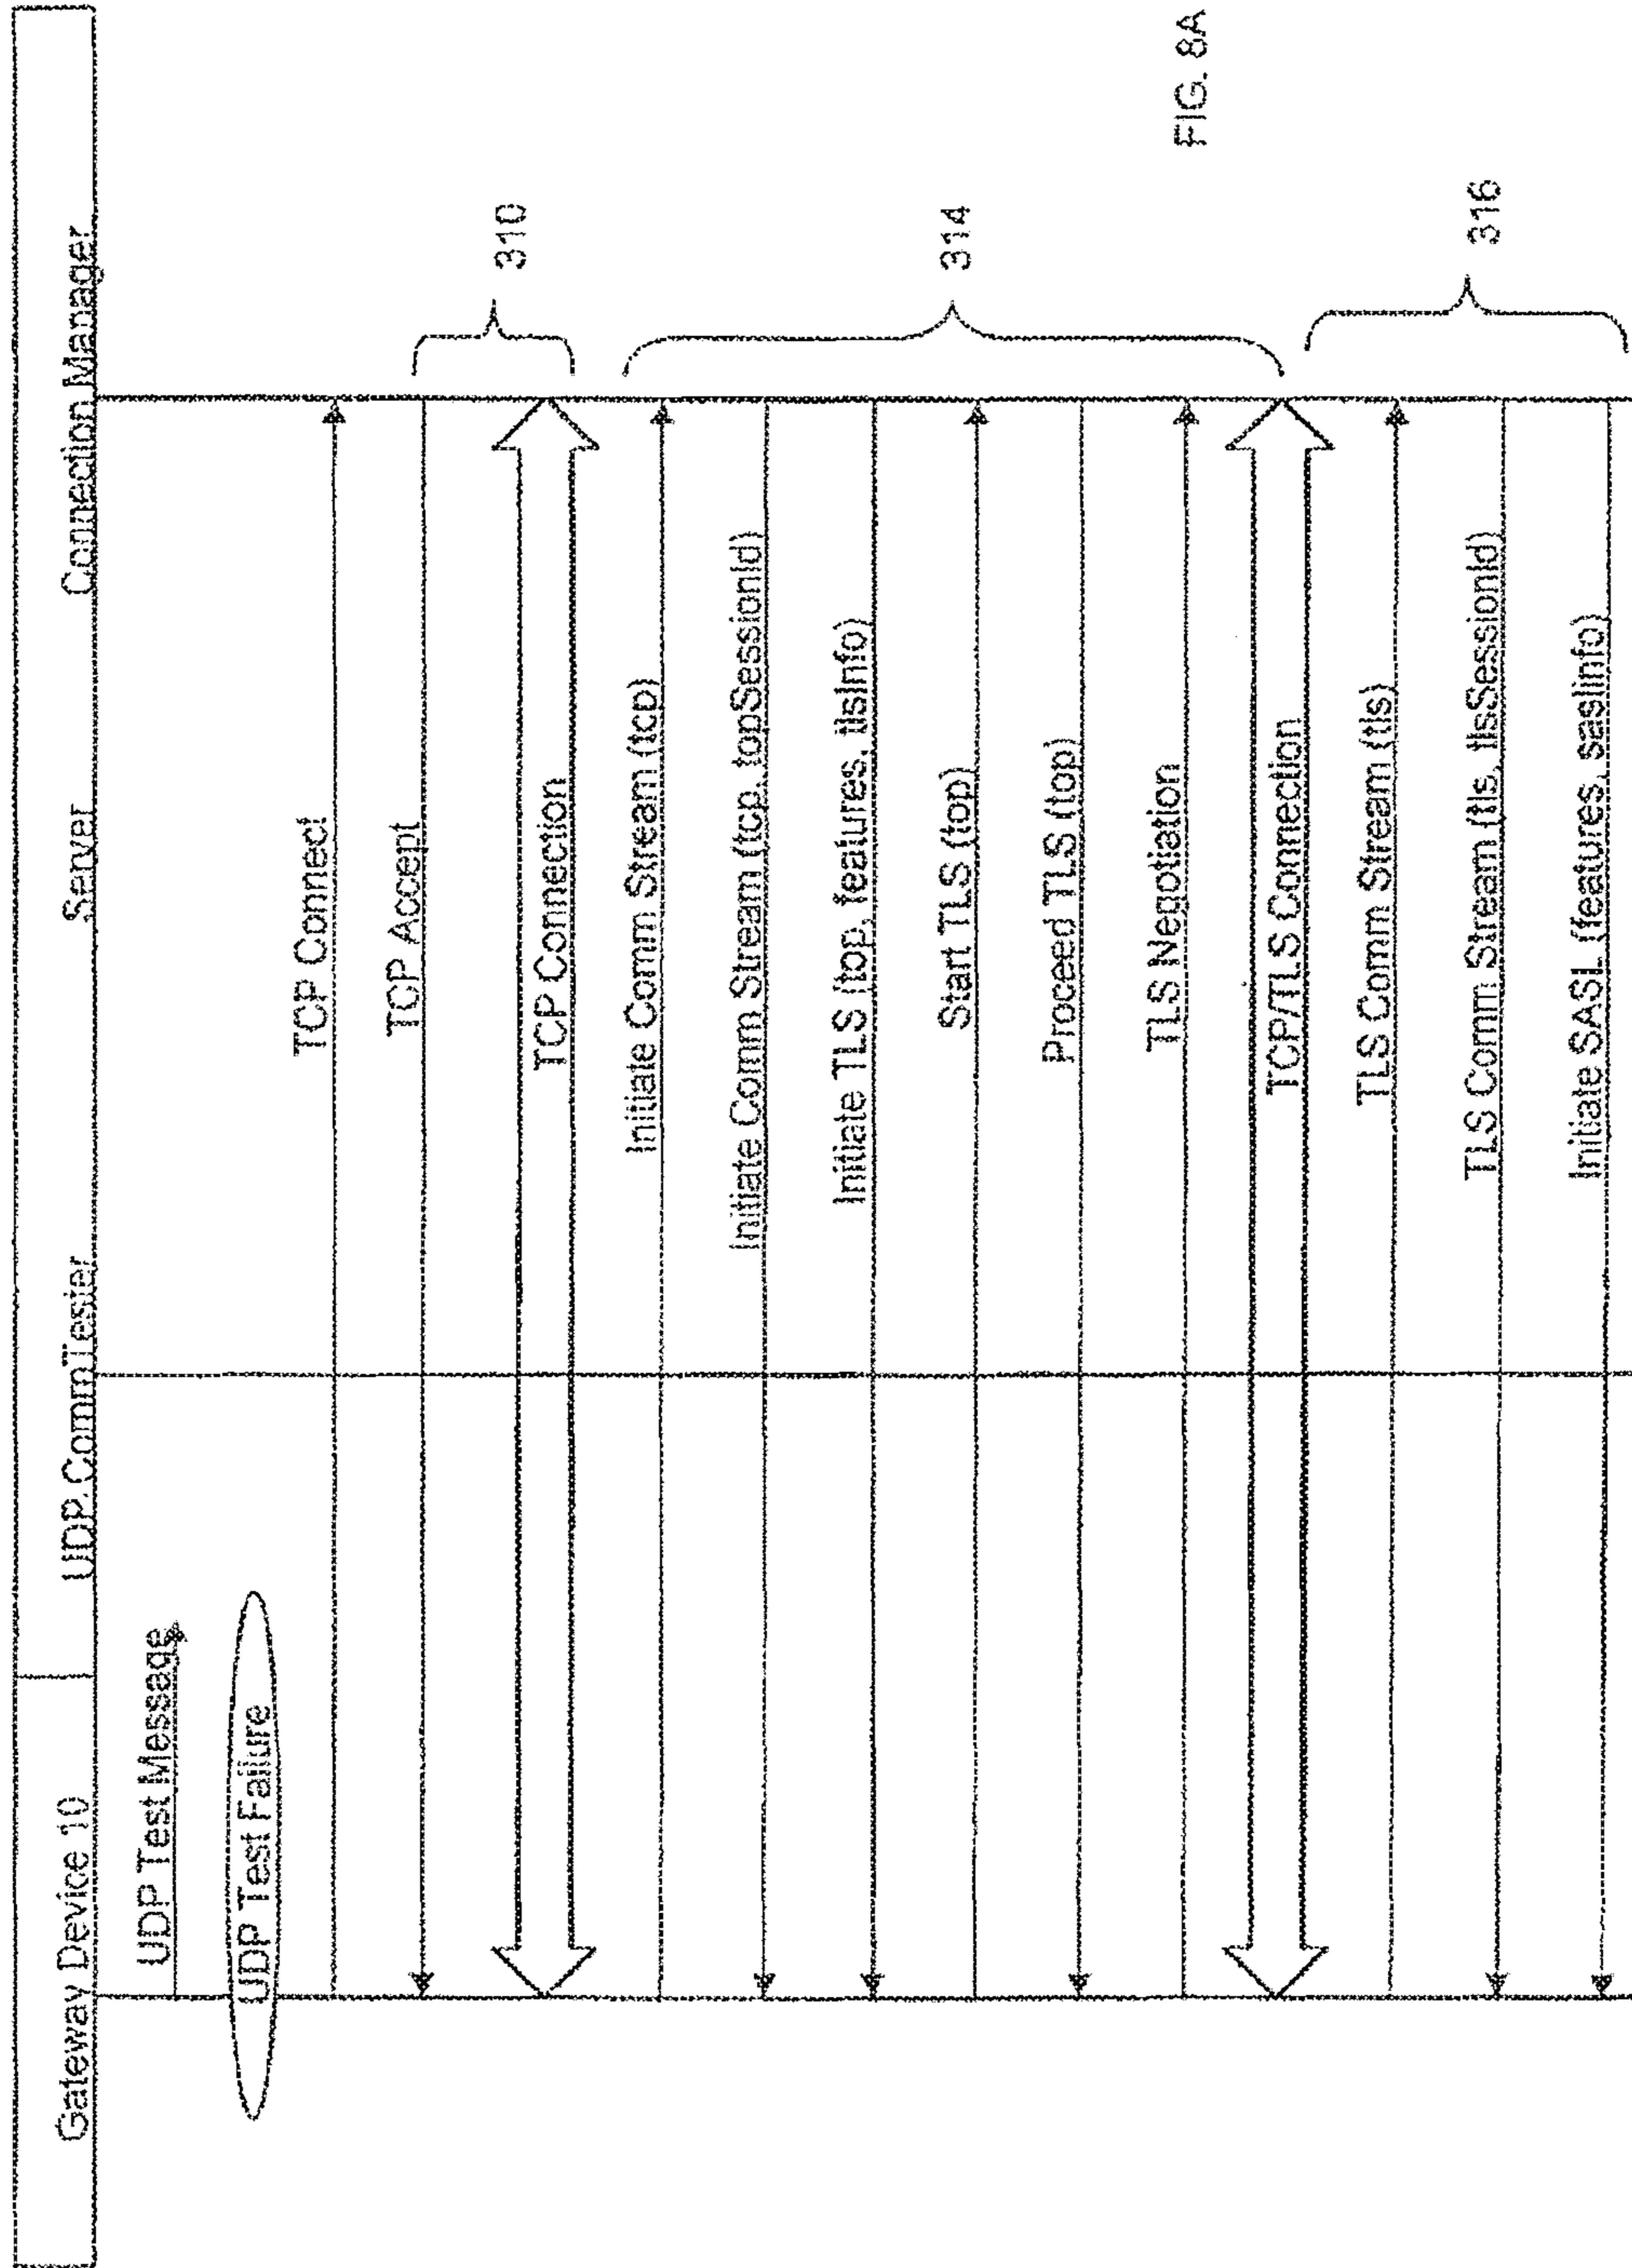 Gateway Device 10
UDP CommTester
Server
Connection Manager
UDP Test Message
UDP Test Failure
TCP Connect
TCP Accept
TCP Connection
310
Initiate Comm Stream (tcp)
Initiate Comm Stream (tcp, tcpSessionId)
Initiate TLS (tcp, features, tlsInfo)
Start TLS (tcp)
Proceed TLS (tcp)
TLS Negotiation
TCP/TLS Connection
314
TLS Comm Stream (tls)
TLS Comm Stream (tls, tlsSessionId)
Initiate SASL (features, saslInfo)
316
FIG. 8A